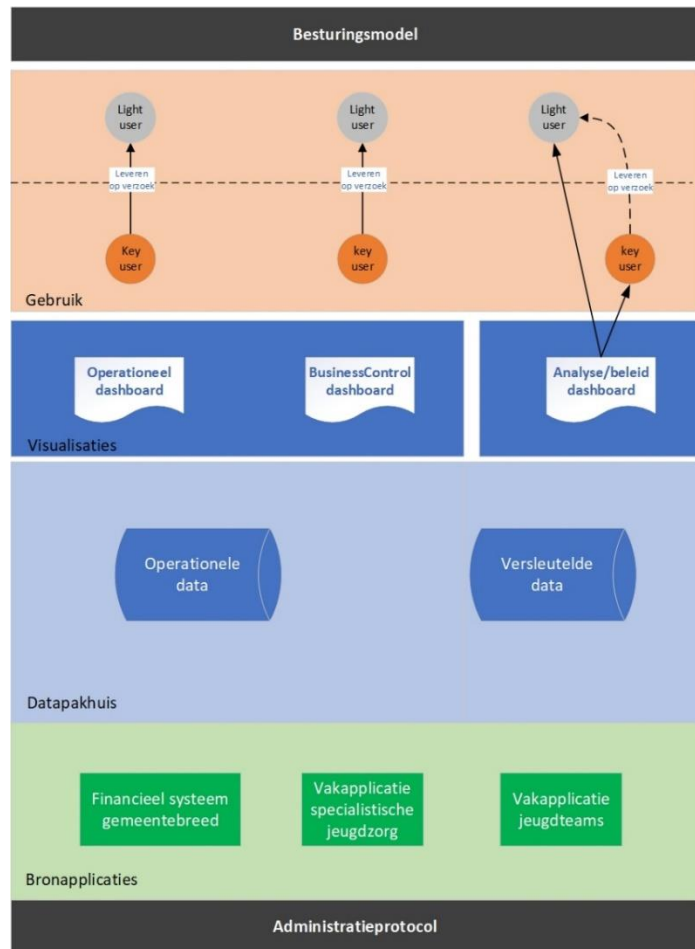 Besturingsmodel
Light
user
Light
user
Light
user
Leveren
op verzoek
Leveren
op verzoek
Leveren
op verzoek
Key
user
key
user
key
user
Gebruik
Operationeel
dashboard
BusinessControl
dashboard
Analyse/beleid
dashboard
Visualisaties
Operationele
data
Versleutelde
data
Datapakhuis
Financieel systeem
gemeentebreed
Vakapplicatie
specialistische
jeugdzorg
Vakapplicatie
jeugdteams
Bronapplicaties
Administratieprotocol